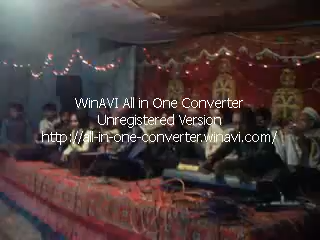 WinAVI All in One Converter
Unregistered Version
http://all-in-one-converter.winavi.com/